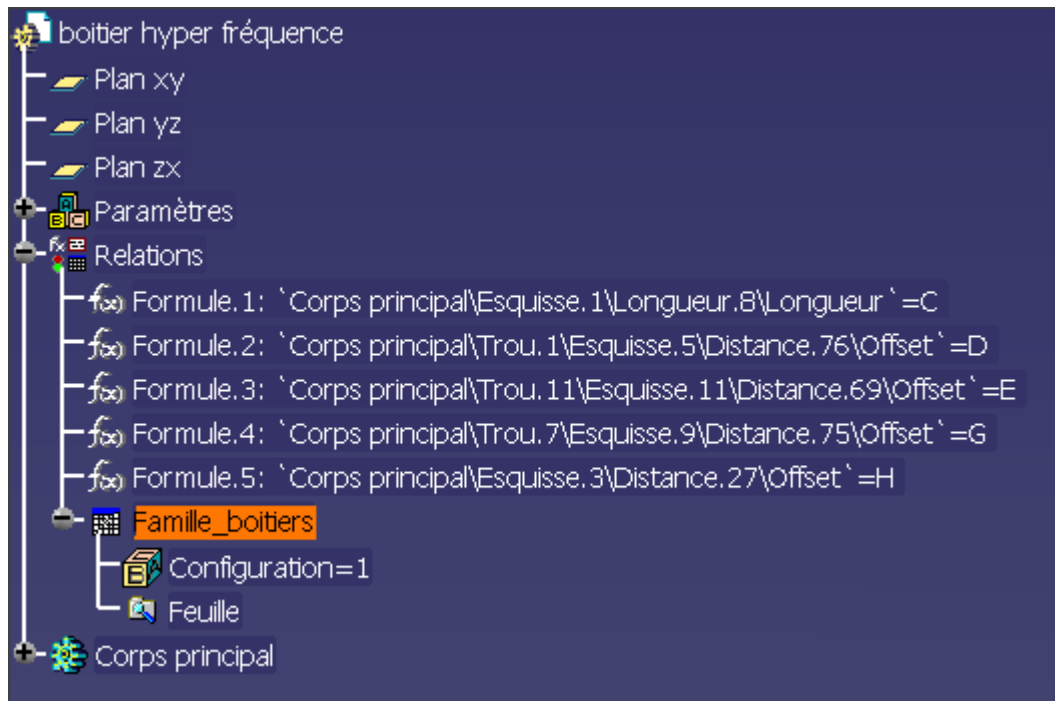 boitier hyper fréquence
Plan xy
Plan yz
Plan zx
Paramètres
Relations
Formule.1: `Corps principal\Esquisse.1\Longueur.8\Longueur`=C
Formule.2: `Corps principal\Trou.1\Esquisse.5\Distance.76\Offset`=D
Formule.3: `Corps principal\Trou.11\Esquisse.11\Distance.69\Offset`=E
Formule.4: `Corps principal\Trou.7\Esquisse.9\Distance.75\Offset`=G
Formule.5: `Corps principal\Esquisse.3\Distance.27\Offset`=H
Famille_boitiers
Configuration=1
Feuille
Corps principal